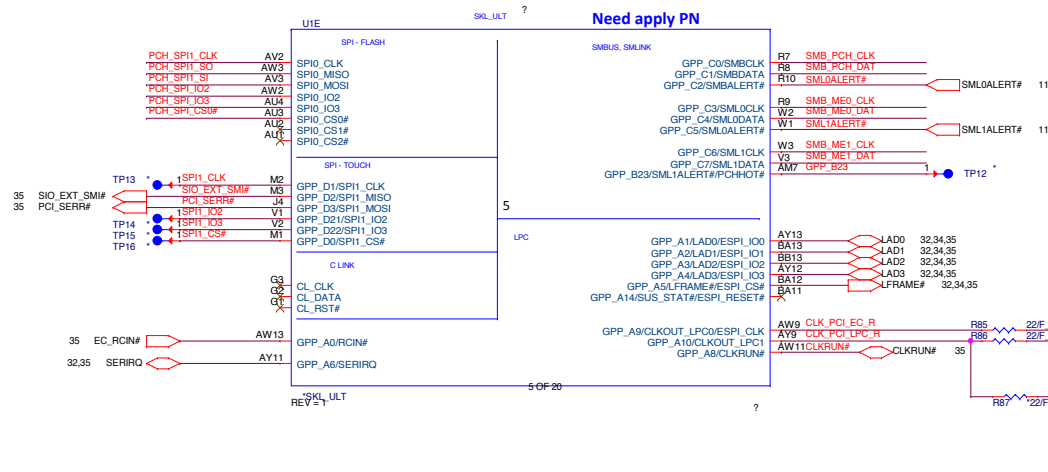 SKL_ULT
?
Need apply PN
U1E
SPI - FLASH
SMBUS, SMLINK
PCH_SPI1_CLK AV2 SPI0_CLK
PCH_SPI1_SO AW3 SPI0_MISO
PCH_SPI1_SI AV3 SPI0_MOSI
PCH_SPI_IO2 AW2 SPI0_IO2
PCH_SPI_IO3 AU4 SPI0_IO3
PCH_SPI_CS0# AU3 SPI0_CS0#
AU2 SPI0_CS1#
AU1 SPI0_CS2#
GPP_C0/SMBCLK R7 SMB_PCH_CLK
GPP_C1/SMBDATA R8 SMB_PCH_DAT
GPP_C2/SMBALERT# R10 SML0ALERT# SML0ALERT# 11
GPP_C3/SML0CLK R9 SMB_ME0_CLK
GPP_C4/SML0DATA W2 SMB_ME0_DAT
GPP_C5/SML0ALERT# W1 SML1ALERT# SML1ALERT# 11
GPP_C6/SML1CLK W3 SMB_ME1_CLK
GPP_C7/SML1DATA V3 SMB_ME1_DAT
GPP_B23/SML1ALERT#/PCHHOT# AM7 GPP_B23 1 TP12 *
SPI - TOUCH
TP13 * 1 SPI1_CLK M2 GPP_D1/SPI1_CLK
35 SIO_EXT_SMI# SIO_EXT_SMI# M3 GPP_D2/SPI1_MISO
35 PCI_SERR# PCI_SERR# J4 GPP_D3/SPI1_MOSI
TP14 * 1 SPI1_IO2 V1 GPP_D21/SPI1_IO2
TP15 * 1 SPI1_IO3 V2 GPP_D22/SPI1_IO3
TP16 * 1 SPI1_CS# M1 GPP_D0/SPI1_CS#
5
LPC
GPP_A1/LAD0/ESPI_IO0 AY13 LAD0 32,34,35
GPP_A2/LAD1/ESPI_IO1 BA13 LAD1 32,34,35
GPP_A3/LAD2/ESPI_IO2 BB13 LAD2 32,34,35
GPP_A4/LAD3/ESPI_IO3 AY12 LAD3 32,34,35
GPP_A5/LFRAME#/ESPI_CS# BA12 LFRAME# 32,34,35
GPP_A14/SUS_STAT#/ESPI_RESET# BA11
C LINK
G3 CL_CLK
G2 CL_DATA
G1 CL_RST#
GPP_A9/CLKOUT_LPC0/ESPI_CLK AW9 CLK_PCI_EC_R R85 22/F
GPP_A10/CLKOUT_LPC1 AY9 CLK_PCI_LPC_R R86 22/F
GPP_A8/CLKRUN# AW11 CLKRUN# 35
35 EC_RCIN# AW13 GPP_A0/RCIN#
32,35 SERIRQ AY11 GPP_A6/SERIRQ
5 OF 20
*SKL_ULT
REV = 1
?
R87 *22/F